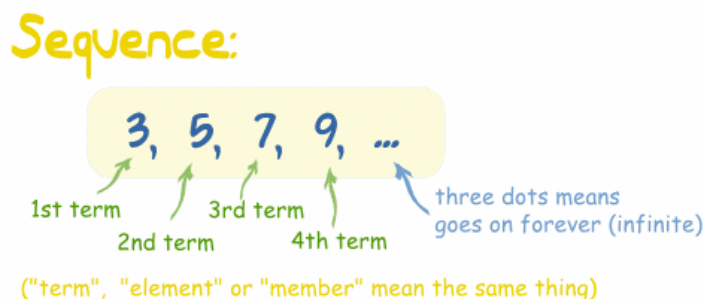 Sequence:
3, 5, 7, 9, ...
1st term
2nd term
3rd term
4th term
three dots means
goes on forever (infinite)
("term", "element" or "member" mean the same thing)